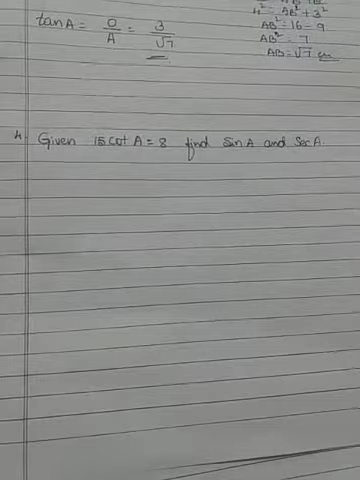 4² = AB² + 3²
tan A = O/A = 3/√7
AB² = 16 = 9
AB² = 7
AB = √7 cm
4. Given 15 cot A = 8 find Sin A and Sec A.